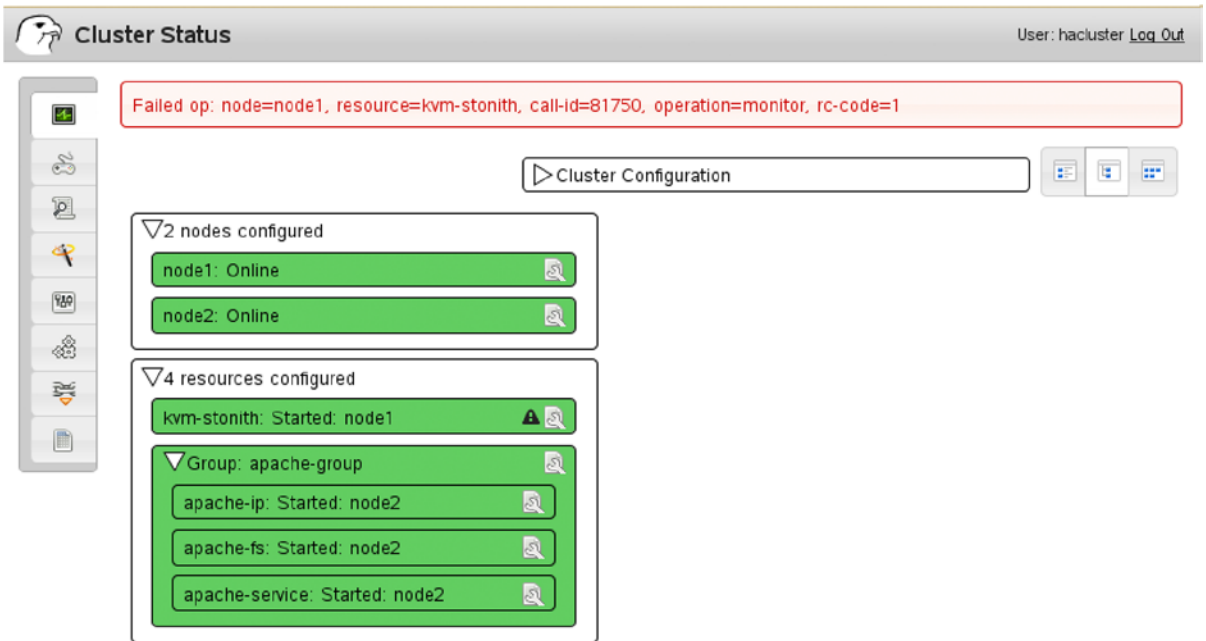 Cluster Status
User: hacluster Log Out
Failed op: node=node1, resource=kvm-stonith, call-id=81750, operation=monitor, rc-code=1
Cluster Configuration
2 nodes configured
node1: Online
node2: Online
4 resources configured
kvm-stonith: Started: node1
Group: apache-group
apache-ip: Started: node2
apache-fs: Started: node2
apache-service: Started: node2